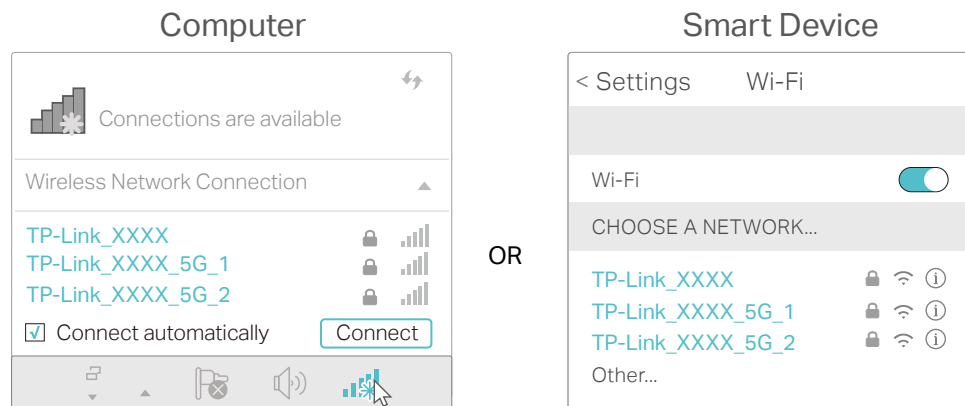 Computer
Connections are available
Wireless Network Connection
TP-Link_XXXX
TP-Link_XXXX_5G_1
TP-Link_XXXX_5G_2
Connect automatically
Connect
OR
Smart Device
< Settings Wi-Fi
Wi-Fi
CHOOSE A NETWORK...
TP-Link_XXXX
TP-Link_XXXX_5G_1
TP-Link_XXXX_5G_2
Other...